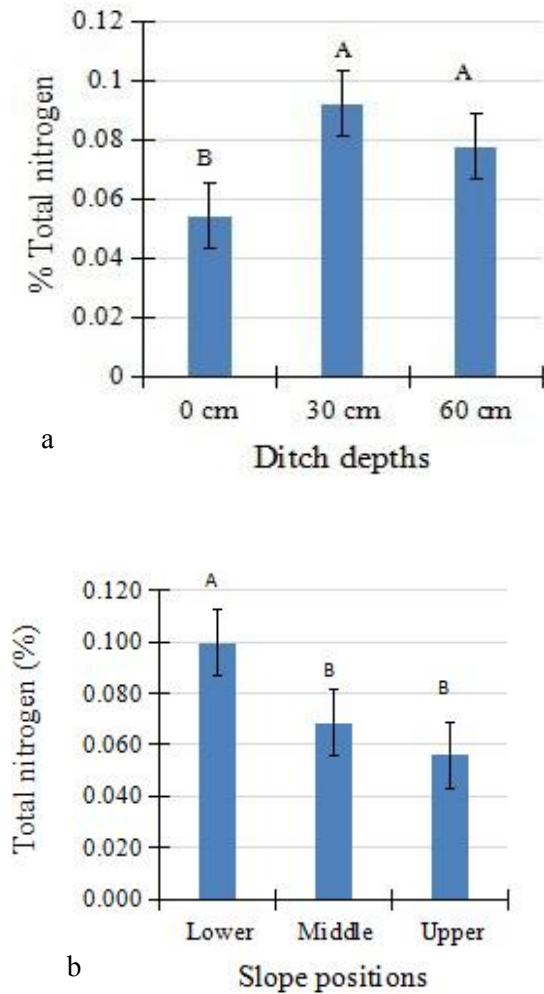 0.12
A
0.1
A
0.08
B
0.06
0.04
0.02
0
% Total nitrogen
0 cm 30 cm 60 cm
a
Ditch depths
0.120
A
0.100
0.080
B
B
0.060
0.040
0.020
0.000
Total nitrogen (%)
Lower Middle Upper
b
Slope positions